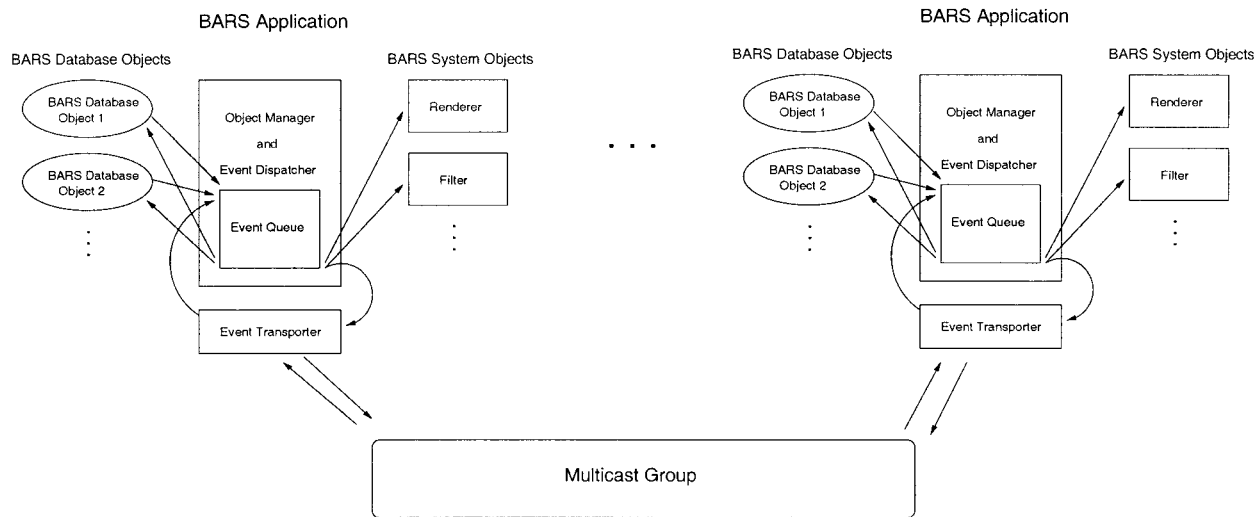 BARS Application
BARS Database Objects
BARS System Objects
BARS Database
Object 1
BARS Database
Object 2
Object Manager
and
Event Dispatcher
Event Queue
Renderer
Filter
Event Transporter
. . .
BARS Application
BARS Database Objects
BARS System Objects
BARS Database
Object 1
BARS Database
Object 2
Object Manager
and
Event Dispatcher
Event Queue
Renderer
Filter
Event Transporter
Multicast Group